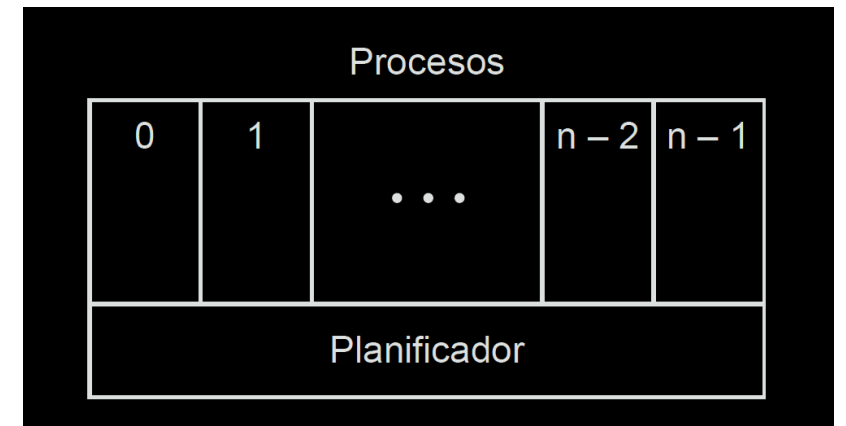 Procesos
0 1 n – 2 n – 1
• • •
Planificador